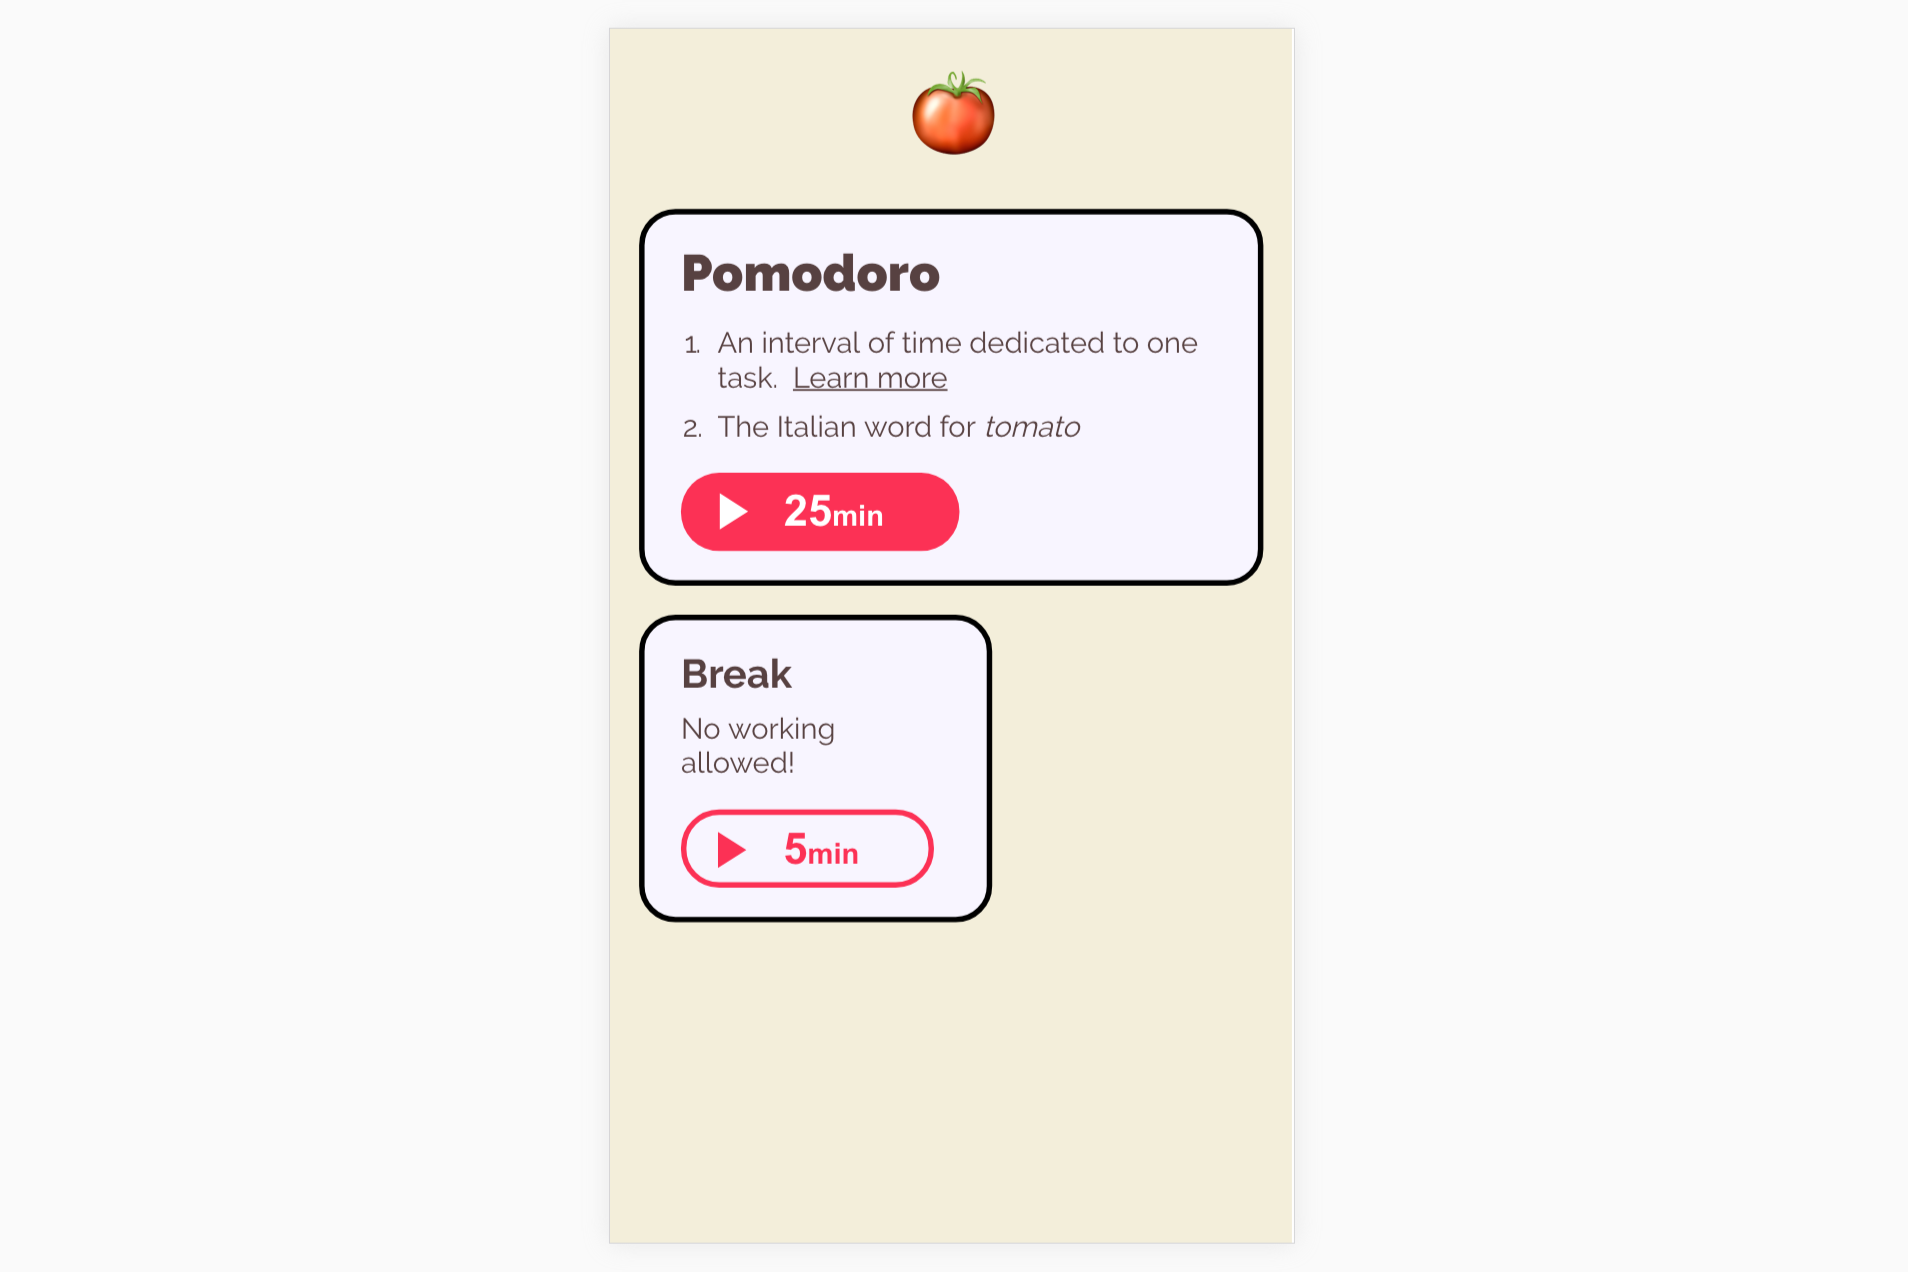 Pomodoro
1. An interval of time dedicated to one
task. Learn more
2. The Italian word for tomato
25min
Break
No working
allowed!
5min